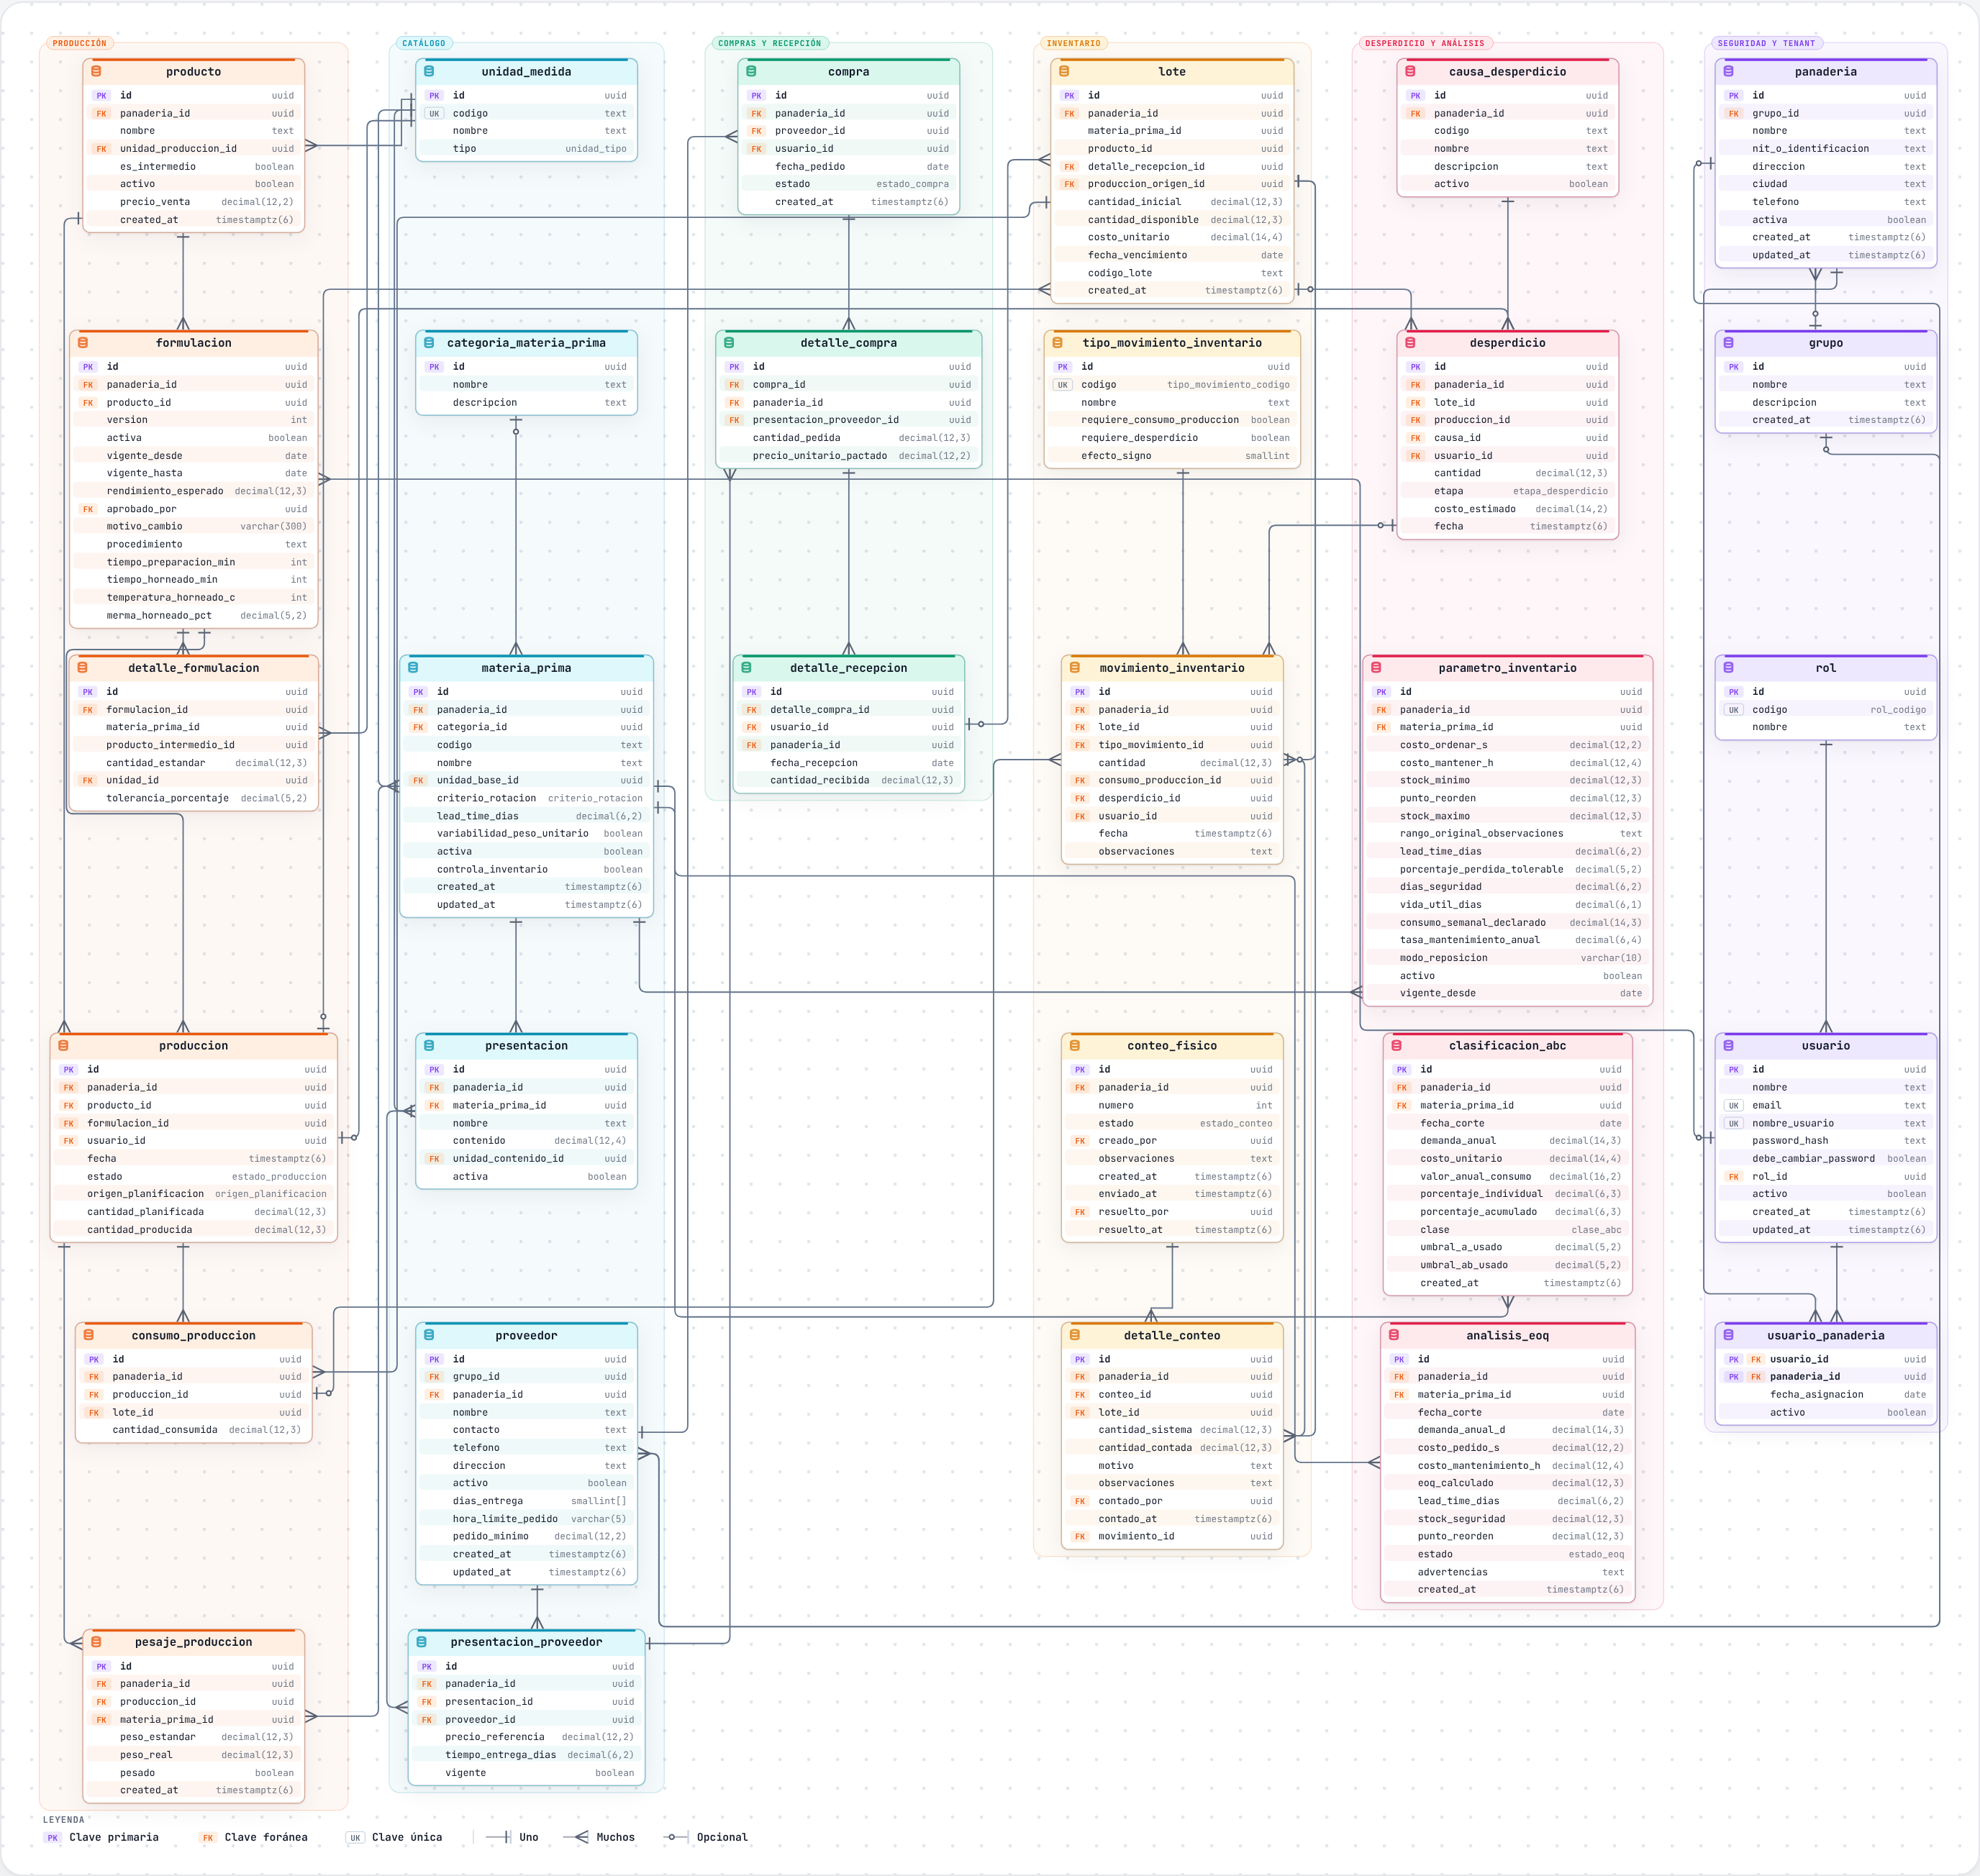 PRODUCCIÓN
producto
PK id uuid
FK panaderia_id uuid
nombre text
FK unidad_produccion_id uuid
es_intermedio boolean
activo boolean
precio_venta decimal(12,2)
created_at timestamptz(6)
formulacion
PK id uuid
FK panaderia_id uuid
FK producto_id uuid
version int
activa boolean
vigente_desde date
vigente_hasta date
rendimiento_esperado decimal(12,3)
FK aprobado_por uuid
motivo_cambio varchar(300)
procedimiento text
tiempo_preparacion_min int
tiempo_horneado_min int
temperatura_horneado_c int
merma_horneado_pct decimal(5,2)
detalle_formulacion
PK id uuid
FK formulacion_id uuid
materia_prima_id uuid
producto_intermedio_id uuid
cantidad_estandar decimal(12,3)
FK unidad_id uuid
tolerancia_porcentaje decimal(5,2)
produccion
PK id uuid
FK panaderia_id uuid
FK producto_id uuid
FK formulacion_id uuid
FK usuario_id uuid
fecha timestamptz(6)
estado estado_produccion
origen_planificacion origen_planificacion
cantidad_planificada decimal(12,3)
cantidad_producida decimal(12,3)
consumo_produccion
PK id uuid
FK panaderia_id uuid
FK produccion_id uuid
FK lote_id uuid
cantidad_consumida decimal(12,3)
pesaje_produccion
PK id uuid
FK panaderia_id uuid
FK produccion_id uuid
FK materia_prima_id uuid
peso_estandar decimal(12,3)
peso_real decimal(12,3)
pesado boolean
created_at timestamptz(6)
CATÁLOGO
unidad_medida
PK id uuid
UK codigo text
nombre text
tipo unidad_tipo
categoria_materia_prima
PK id uuid
nombre text
descripcion text
materia_prima
PK id uuid
FK panaderia_id uuid
FK categoria_id uuid
codigo text
nombre text
FK unidad_base_id uuid
criterio_rotacion criterio_rotacion
lead_time_dias decimal(6,2)
variabilidad_peso_unitario boolean
activa boolean
controla_inventario boolean
created_at timestamptz(6)
updated_at timestamptz(6)
presentacion
PK id uuid
FK panaderia_id uuid
FK materia_prima_id uuid
nombre text
contenido decimal(12,4)
FK unidad_contenido_id uuid
activa boolean
proveedor
PK id uuid
FK grupo_id uuid
FK panaderia_id uuid
nombre text
contacto text
telefono text
direccion text
activo boolean
dias_entrega smallint[]
hora_limite_pedido varchar(5)
pedido_minimo decimal(12,2)
created_at timestamptz(6)
updated_at timestamptz(6)
presentacion_proveedor
PK id uuid
FK panaderia_id uuid
FK presentacion_id uuid
FK proveedor_id uuid
precio_referencia decimal(12,2)
tiempo_entrega_dias decimal(6,2)
vigente boolean
COMPRAS Y RECEPCIÓN
compra
PK id uuid
FK panaderia_id uuid
FK proveedor_id uuid
FK usuario_id uuid
fecha_pedido date
estado estado_compra
created_at timestamptz(6)
detalle_compra
PK id uuid
FK compra_id uuid
FK panaderia_id uuid
FK presentacion_proveedor_id uuid
cantidad_pedida decimal(12,3)
precio_unitario_pactado decimal(12,2)
detalle_recepcion
PK id uuid
FK detalle_compra_id uuid
FK usuario_id uuid
FK panaderia_id uuid
fecha_recepcion date
cantidad_recibida decimal(12,3)
INVENTARIO
lote
PK id uuid
FK panaderia_id uuid
materia_prima_id uuid
producto_id uuid
FK detalle_recepcion_id uuid
FK produccion_origen_id uuid
cantidad_inicial decimal(12,3)
cantidad_disponible decimal(12,3)
costo_unitario decimal(14,4)
fecha_vencimiento date
codigo_lote text
created_at timestamptz(6)
tipo_movimiento_inventario
PK id uuid
UK codigo tipo_movimiento_codigo
nombre text
requiere_consumo_produccion boolean
requiere_desperdicio boolean
efecto_signo smallint
movimiento_inventario
PK id uuid
FK panaderia_id uuid
FK lote_id uuid
FK tipo_movimiento_id uuid
cantidad decimal(12,3)
FK consumo_produccion_id uuid
FK desperdicio_id uuid
FK usuario_id uuid
fecha timestamptz(6)
observaciones text
conteo_fisico
PK id uuid
FK panaderia_id uuid
numero int
estado estado_conteo
FK creado_por uuid
observaciones text
created_at timestamptz(6)
enviado_at timestamptz(6)
FK resuelto_por uuid
resuelto_at timestamptz(6)
detalle_conteo
PK id uuid
FK panaderia_id uuid
FK conteo_id uuid
FK lote_id uuid
cantidad_sistema decimal(12,3)
cantidad_contada decimal(12,3)
motivo text
observaciones text
FK contado_por uuid
contado_at timestamptz(6)
FK movimiento_id uuid
DESPERDICIO Y ANÁLISIS
causa_desperdicio
PK id uuid
FK panaderia_id uuid
codigo text
nombre text
descripcion text
activo boolean
desperdicio
PK id uuid
FK panaderia_id uuid
FK lote_id uuid
FK produccion_id uuid
FK causa_id uuid
FK usuario_id uuid
cantidad decimal(12,3)
etapa etapa_desperdicio
costo_estimado decimal(14,2)
fecha timestamptz(6)
parametro_inventario
PK id uuid
FK panaderia_id uuid
FK materia_prima_id uuid
costo_ordenar_s decimal(12,2)
costo_mantener_h decimal(12,4)
stock_minimo decimal(12,3)
punto_reorden decimal(12,3)
stock_maximo decimal(12,3)
rango_original_observaciones text
lead_time_dias decimal(6,2)
porcentaje_perdida_tolerable decimal(5,2)
dias_seguridad decimal(6,2)
vida_util_dias decimal(6,1)
consumo_semanal_declarado decimal(14,3)
tasa_mantenimiento_anual decimal(6,4)
modo_reposicion varchar(10)
activo boolean
vigente_desde date
clasificacion_abc
PK id uuid
FK panaderia_id uuid
FK materia_prima_id uuid
fecha_corte date
demanda_anual decimal(14,3)
costo_unitario decimal(14,4)
valor_anual_consumo decimal(16,2)
porcentaje_individual decimal(6,3)
porcentaje_acumulado decimal(6,3)
clase clase_abc
umbral_a_usado decimal(5,2)
umbral_ab_usado decimal(5,2)
created_at timestamptz(6)
analisis_eoq
PK id uuid
FK panaderia_id uuid
FK materia_prima_id uuid
fecha_corte date
demanda_anual_d decimal(14,3)
costo_pedido_s decimal(12,2)
costo_mantenimiento_h decimal(12,4)
eoq_calculado decimal(12,3)
lead_time_dias decimal(6,2)
stock_seguridad decimal(12,3)
punto_reorden decimal(12,3)
estado estado_eoq
advertencias text
created_at timestamptz(6)
SEGURIDAD Y TENANT
panaderia
PK id uuid
FK grupo_id uuid
nombre text
nit_o_identificacion text
direccion text
ciudad text
telefono text
activa boolean
created_at timestamptz(6)
updated_at timestamptz(6)
grupo
PK id uuid
nombre text
descripcion text
created_at timestamptz(6)
rol
PK id uuid
UK codigo rol_codigo
nombre text
usuario
PK id uuid
nombre text
UK email text
UK nombre_usuario text
password_hash text
debe_cambiar_password boolean
FK rol_id uuid
activo boolean
created_at timestamptz(6)
updated_at timestamptz(6)
usuario_panaderia
PK FK usuario_id uuid
PK FK panaderia_id uuid
fecha_asignacion date
activo boolean
LEYENDA
PK Clave primaria FK Clave foránea UK Clave única Uno Muchos Opcional